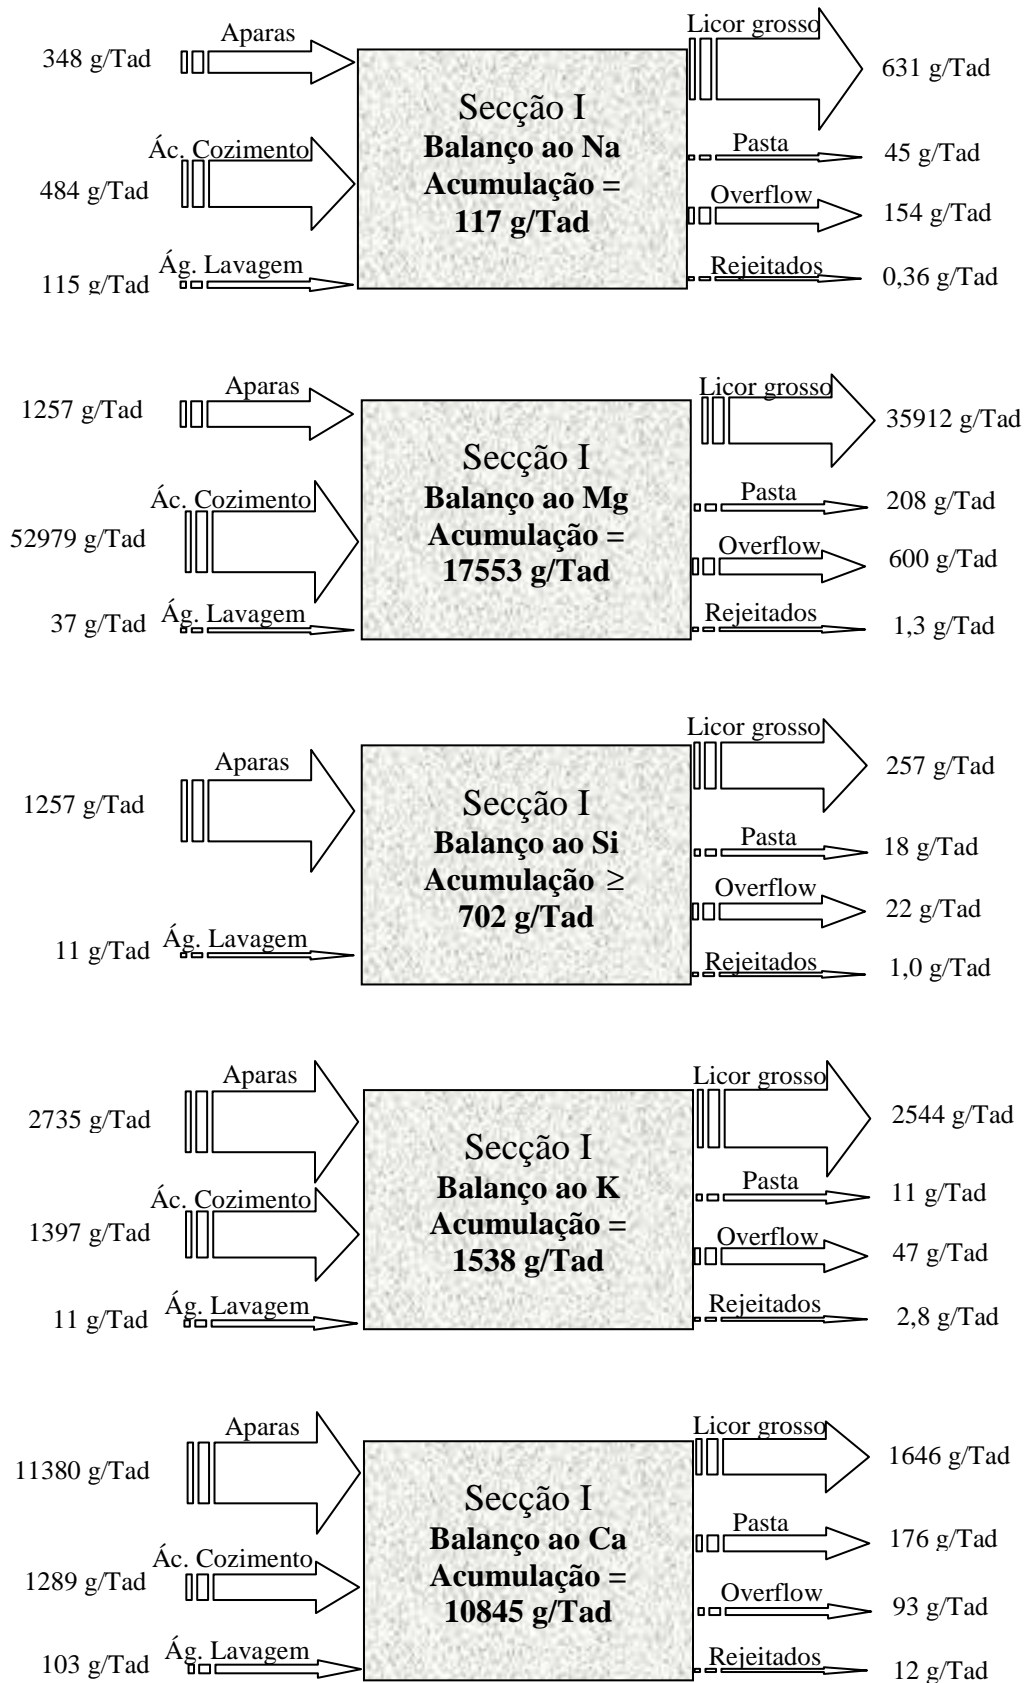 Aparas
348 g/Tad
Ác. Cozimento
484 g/Tad
Ág. Lavagem
115 g/Tad
Secção I
Balanço ao Na
Acumulação =
117 g/Tad
Licor grosso
631 g/Tad
Pasta
45 g/Tad
Overflow
154 g/Tad
Rejeitados
0,36 g/Tad
Aparas
1257 g/Tad
Ác. Cozimento
52979 g/Tad
Ág. Lavagem
37 g/Tad
Secção I
Balanço ao Mg
Acumulação =
17553 g/Tad
Licor grosso
35912 g/Tad
Pasta
208 g/Tad
Overflow
600 g/Tad
Rejeitados
1,3 g/Tad
Aparas
1257 g/Tad
Ág. Lavagem
11 g/Tad
Secção I
Balanço ao Si
Acumulação ≥
702 g/Tad
Licor grosso
257 g/Tad
Pasta
18 g/Tad
Overflow
22 g/Tad
Rejeitados
1,0 g/Tad
Aparas
2735 g/Tad
Ác. Cozimento
1397 g/Tad
Ág. Lavagem
11 g/Tad
Secção I
Balanço ao K
Acumulação =
1538 g/Tad
Licor grosso
2544 g/Tad
Pasta
11 g/Tad
Overflow
47 g/Tad
Rejeitados
2,8 g/Tad
Aparas
11380 g/Tad
Ác. Cozimento
1289 g/Tad
Ág. Lavagem
103 g/Tad
Secção I
Balanço ao Ca
Acumulação =
10845 g/Tad
Licor grosso
1646 g/Tad
Pasta
176 g/Tad
Overflow
93 g/Tad
Rejeitados
12 g/Tad